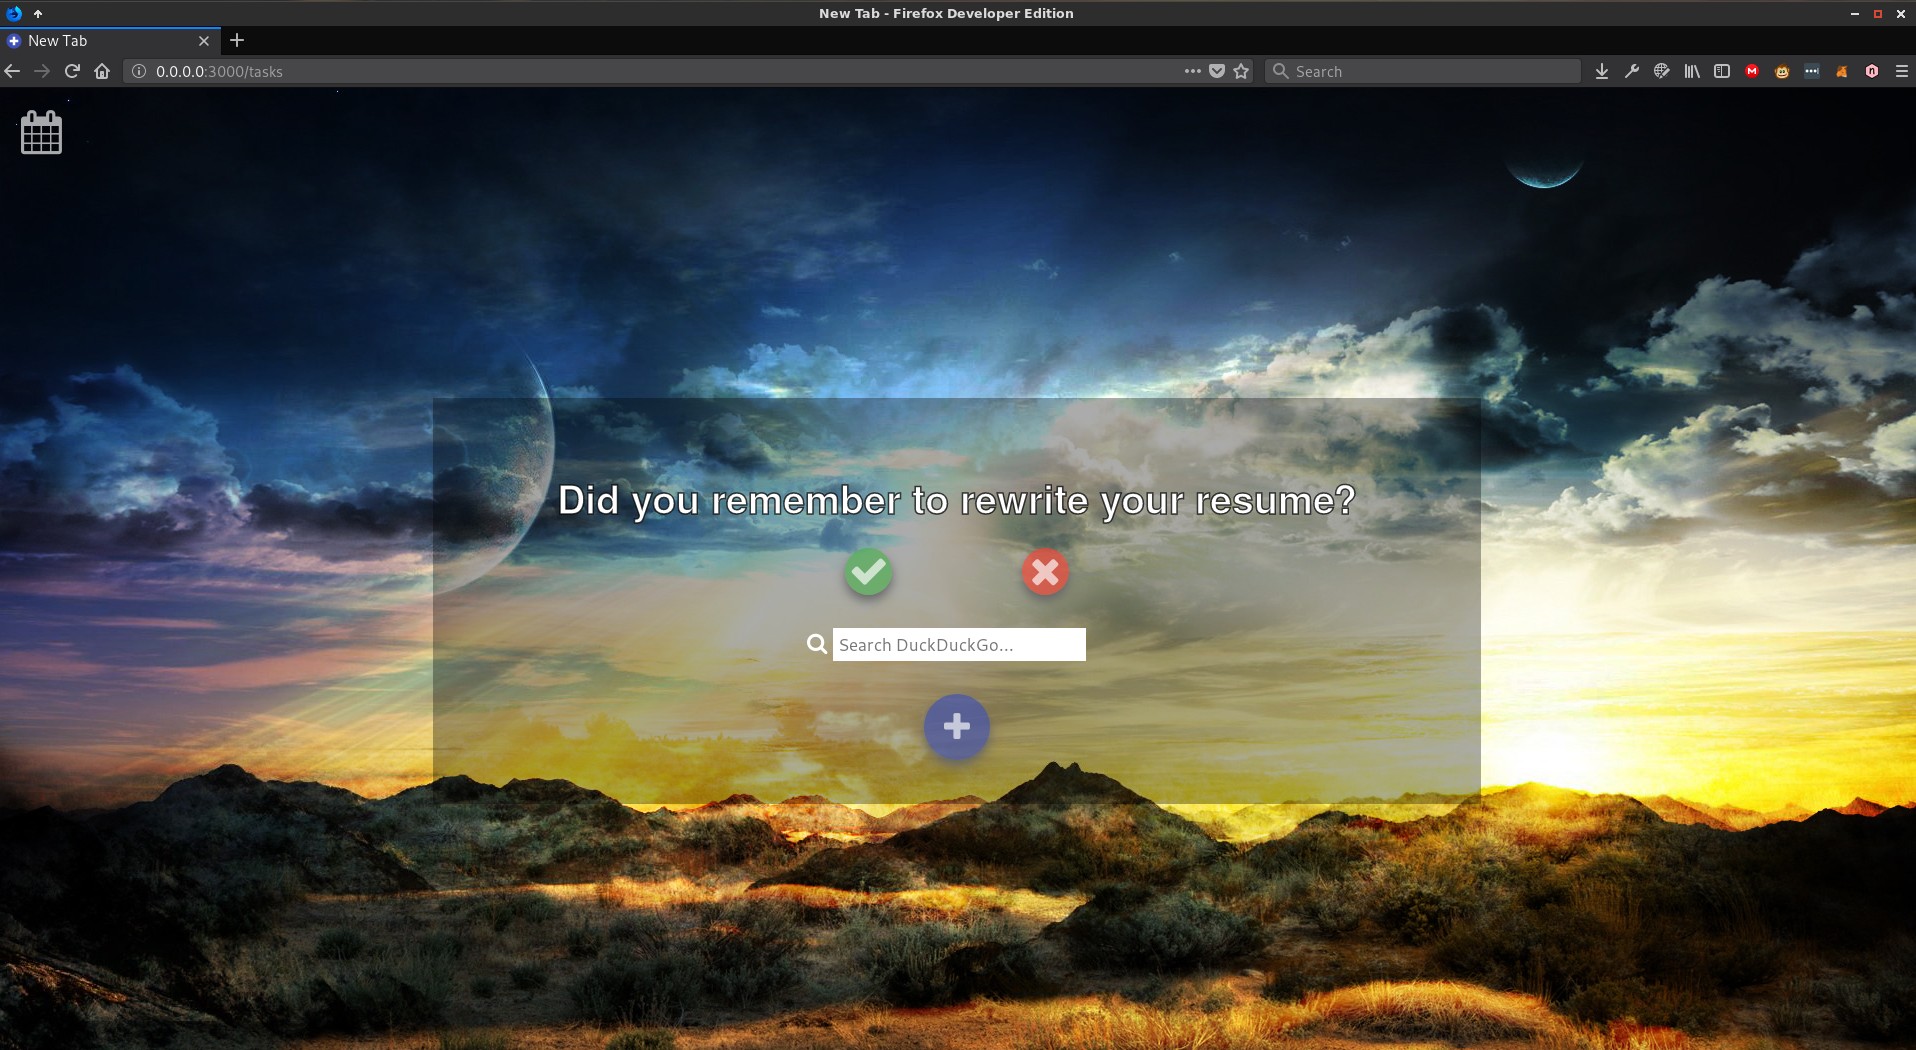 New Tab - Firefox Developer Edition
New Tab
0.0.0.0:3000/tasks
Search
Did you remember to rewrite your resume?
Search DuckDuckGo...